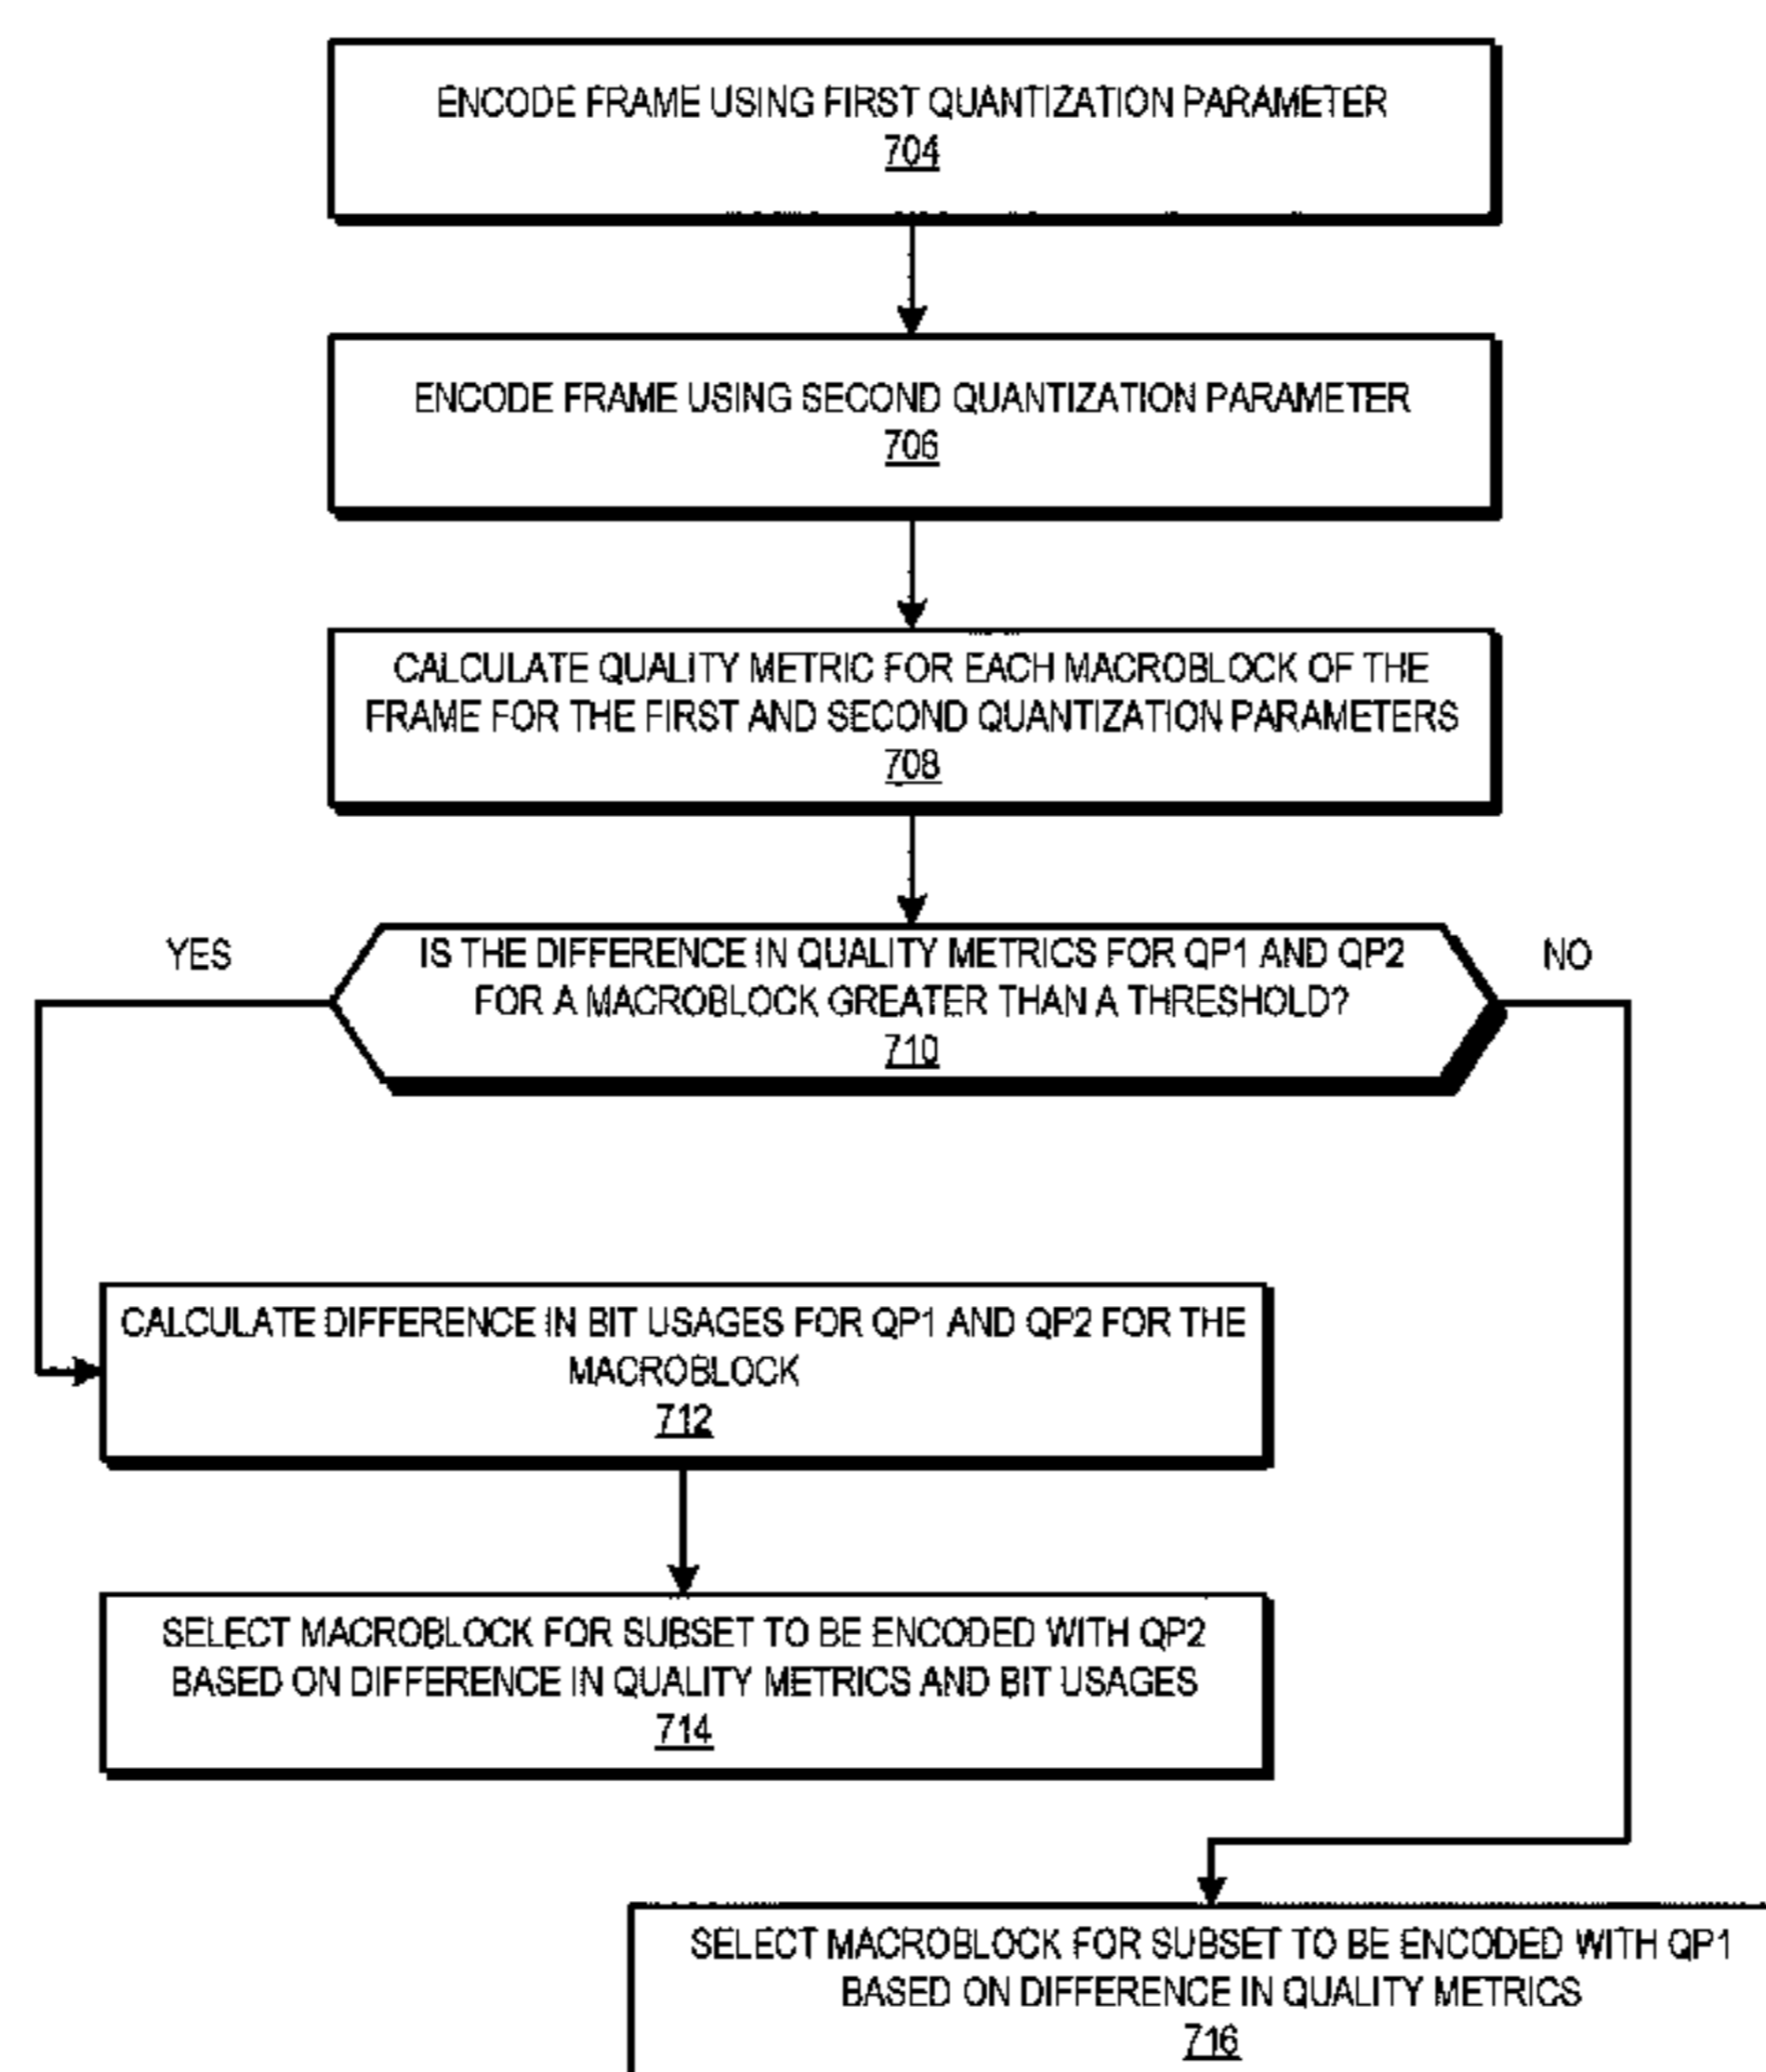 ENCODE FRAME USING FIRST QUANTIZATION PARAMETER
704
ENCODE FRAME USING SECOND QUANTIZATION PARAMETER
706
CALCULATE QUALITY METRIC FOR EACH MACROBLOCK OF THE
FRAME FOR THE FIRST AND SECOND QUANTIZATION PARAMETERS
708
YES
IS THE DIFFERENCE IN QUALITY METRICS FOR QP1 AND QP2
FOR A MACROBLOCK GREATER THAN A THRESHOLD?
710
NO
CALCULATE DIFFERENCE IN BIT USAGES FOR QP1 AND QP2 FOR THE
MACROBLOCK
712
SELECT MACROBLOCK FOR SUBSET TO BE ENCODED WITH QP2
BASED ON DIFFERENCE IN QUALITY METRICS AND BIT USAGES
714
SELECT MACROBLOCK FOR SUBSET TO BE ENCODED WITH QP1
BASED ON DIFFERENCE IN QUALITY METRICS
716